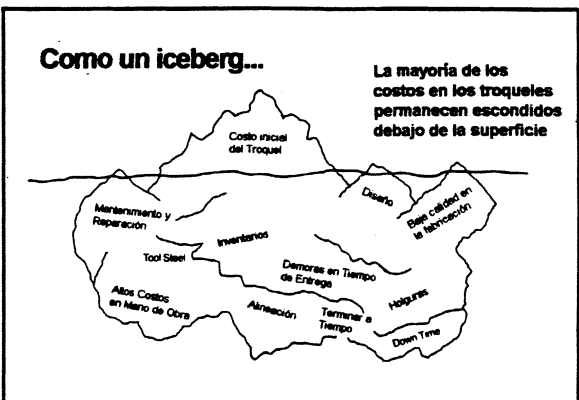 Como un iceberg...
La mayoría de los
costos en los troqueles
permanecen escondidos
debajo de la superficie
Costo inicial
del Troquel
Mantenimiento y
Reparación
Inventarios
Diseño
Baja calidad en
la fabricación
Tool Steel
Demoras en Tiempo
de Entrega
Altos Costos
en Mano de Obra
Alineación
Terminar a
Tiempo
Holguras
Down Time